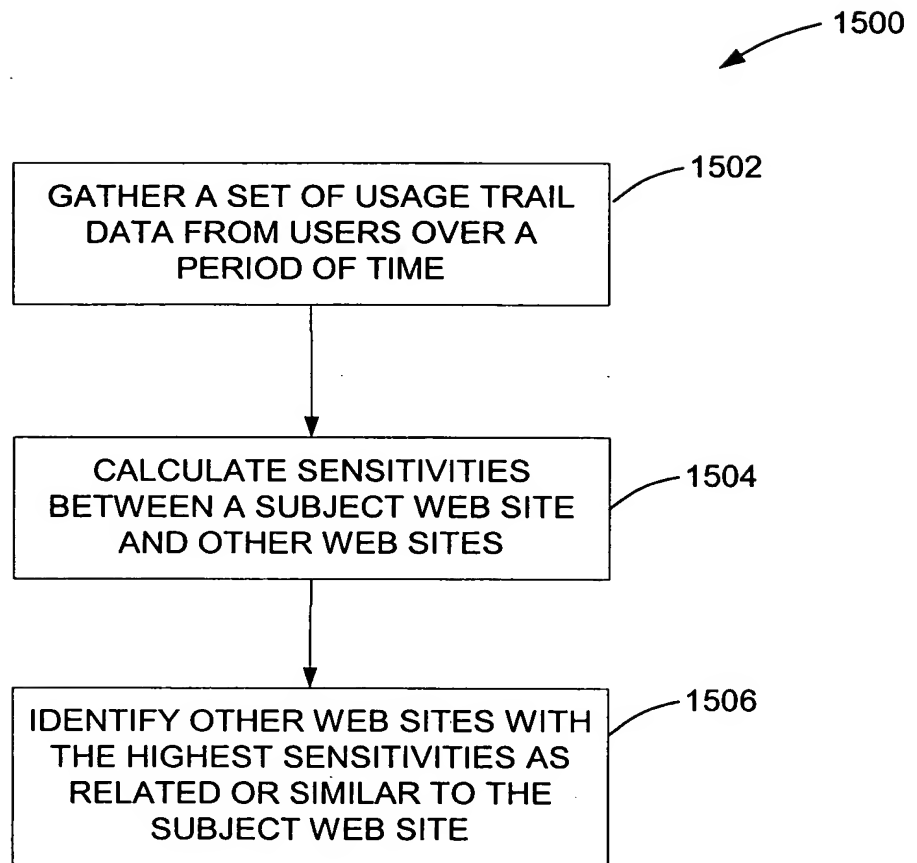 1500
1502
GATHER A SET OF USAGE TRAIL
DATA FROM USERS OVER A
PERIOD OF TIME
1504
CALCULATE SENSITIVITIES
BETWEEN A SUBJECT WEB SITE
AND OTHER WEB SITES
1506
IDENTIFY OTHER WEB SITES WITH
THE HIGHEST SENSITIVITIES AS
RELATED OR SIMILAR TO THE
SUBJECT WEB SITE